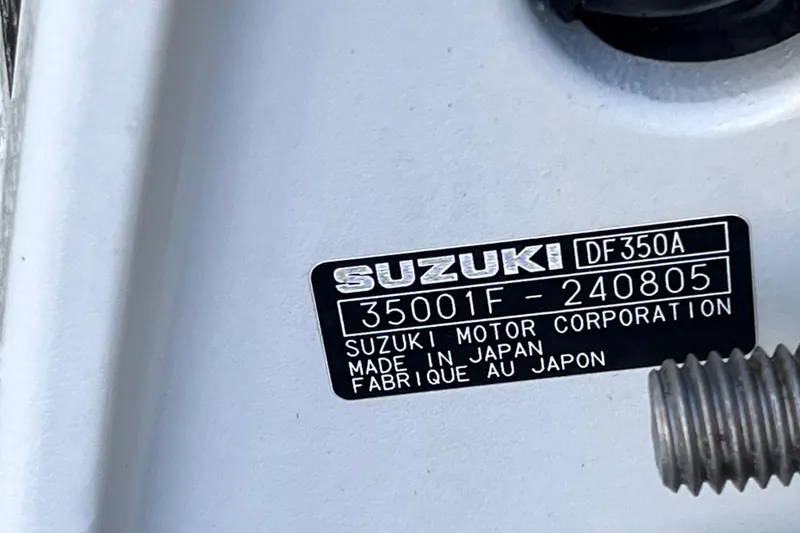 SUZUKI DF350A
35001F - 240805
SUZUKI MOTOR CORPORATION
MADE IN JAPAN
FABRIQUE AU JAPON